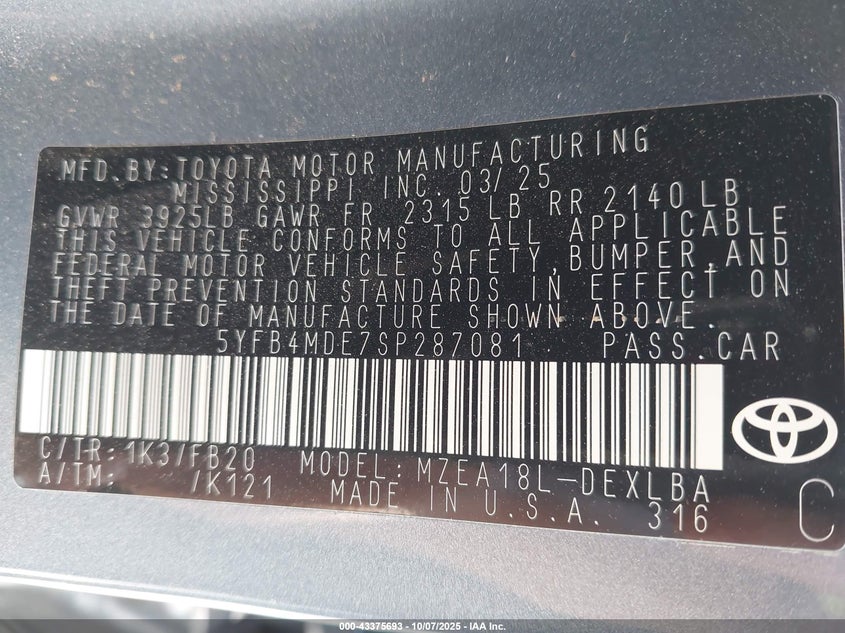 MFD.BY:TOYOTA MOTOR MANUFACTURING
MISSISSIPPI INC. 03/25
GVWR 3925LB GAWR FR 2315 LB RR 2140 LB
THIS VEHICLE CONFORMS TO ALL APPLICABLE
FEDERAL MOTOR VEHICLE SAFETY,BUMPER,AND
THEFT PREVENTION STANDARDS IN EFFECT ON
THE DATE OF MANUFACTURE SHOWN ABOVE.
5YFB4MDE7SP287081 PASS.CAR
C/TR: 1K3/FB20 MODEL: MZEA18L-DEXLBA
A/TM: /K121 MADE IN U.S.A. 316
C
000-43375693 - 10/07/2025 - IAA Inc.